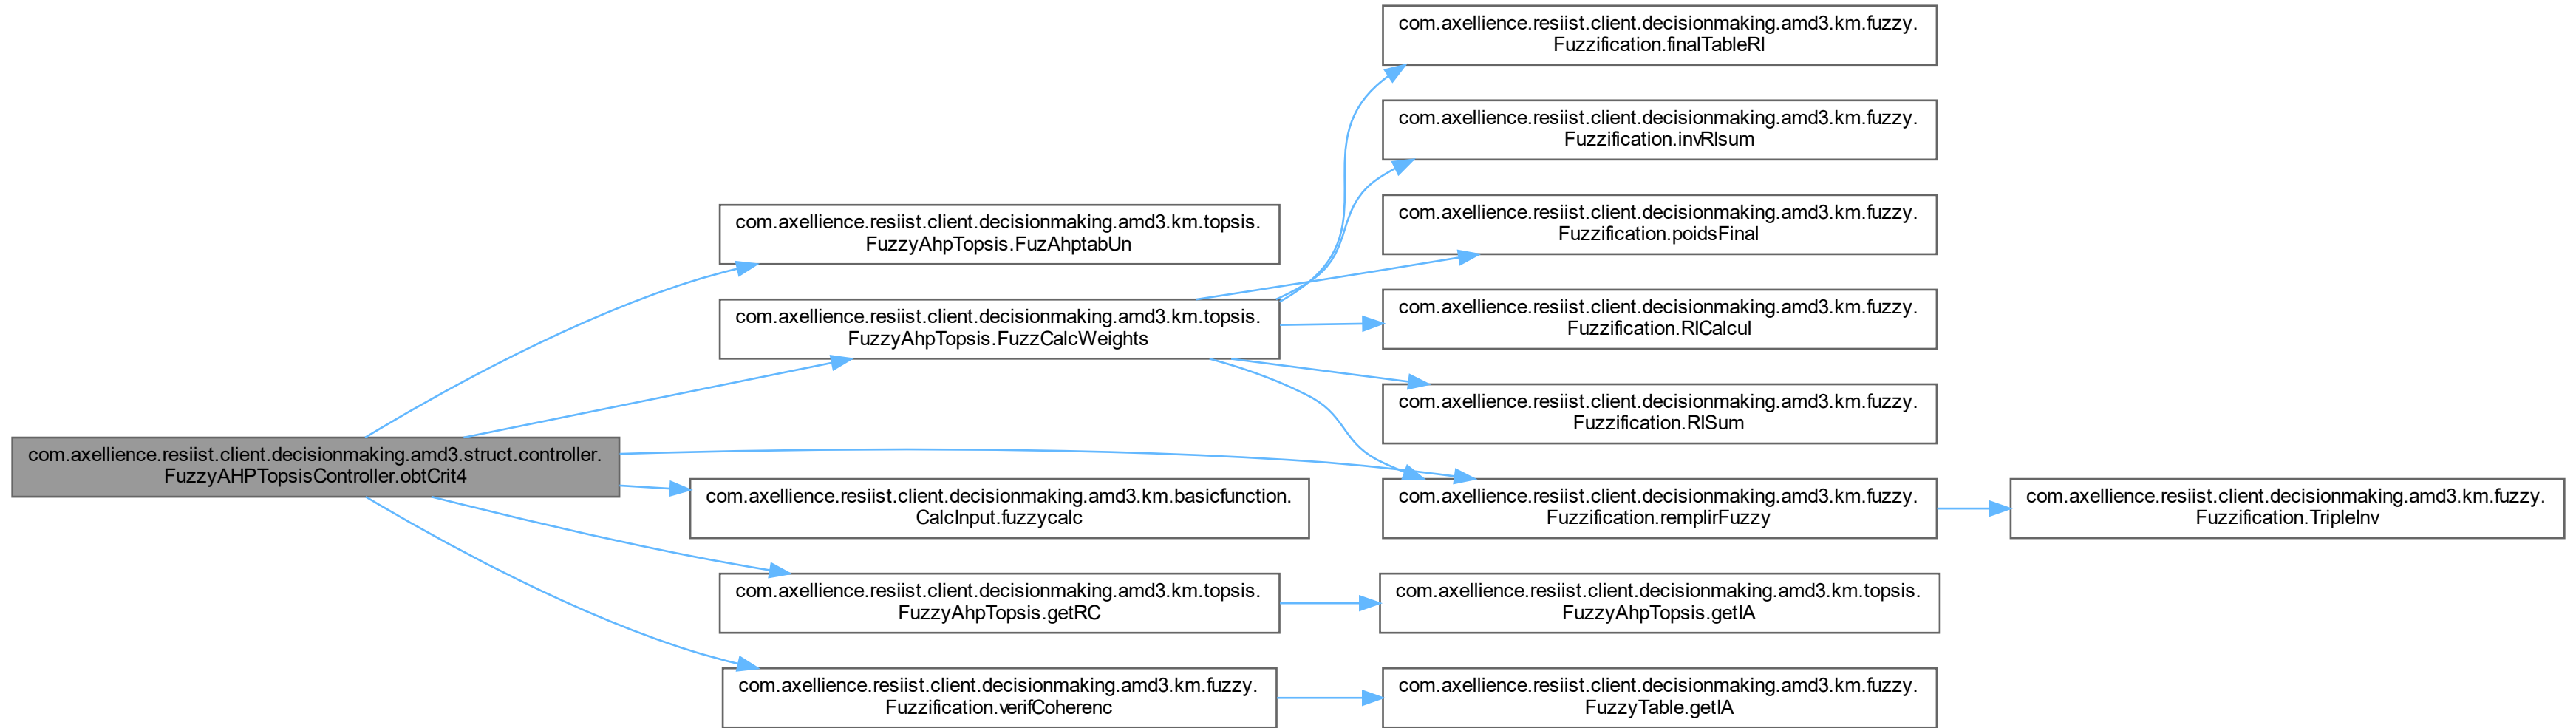 com.axellience.resiist.client.decisionmaking.amd3.struct.controller.
FuzzyAHPTopsisController.obtCrit4
com.axellience.resiist.client.decisionmaking.amd3.km.topsis.
FuzzyAhpTopsis.FuzAhptabUn
com.axellience.resiist.client.decisionmaking.amd3.km.topsis.
FuzzyAhpTopsis.FuzzCalcWeights
com.axellience.resiist.client.decisionmaking.amd3.km.basicfunction.
CalcInput.fuzzycalc
com.axellience.resiist.client.decisionmaking.amd3.km.topsis.
FuzzyAhpTopsis.getRC
com.axellience.resiist.client.decisionmaking.amd3.km.fuzzy.
Fuzzification.verifCoherenc
com.axellience.resiist.client.decisionmaking.amd3.km.fuzzy.
Fuzzification.finalTableRI
com.axellience.resiist.client.decisionmaking.amd3.km.fuzzy.
Fuzzification.invRIsum
com.axellience.resiist.client.decisionmaking.amd3.km.fuzzy.
Fuzzification.poidsFinal
com.axellience.resiist.client.decisionmaking.amd3.km.fuzzy.
Fuzzification.RICalcul
com.axellience.resiist.client.decisionmaking.amd3.km.fuzzy.
Fuzzification.RISum
com.axellience.resiist.client.decisionmaking.amd3.km.fuzzy.
Fuzzification.remplirFuzzy
com.axellience.resiist.client.decisionmaking.amd3.km.topsis.
FuzzyAhpTopsis.getIA
com.axellience.resiist.client.decisionmaking.amd3.km.fuzzy.
FuzzyTable.getIA
com.axellience.resiist.client.decisionmaking.amd3.km.fuzzy.
Fuzzification.TripleInv